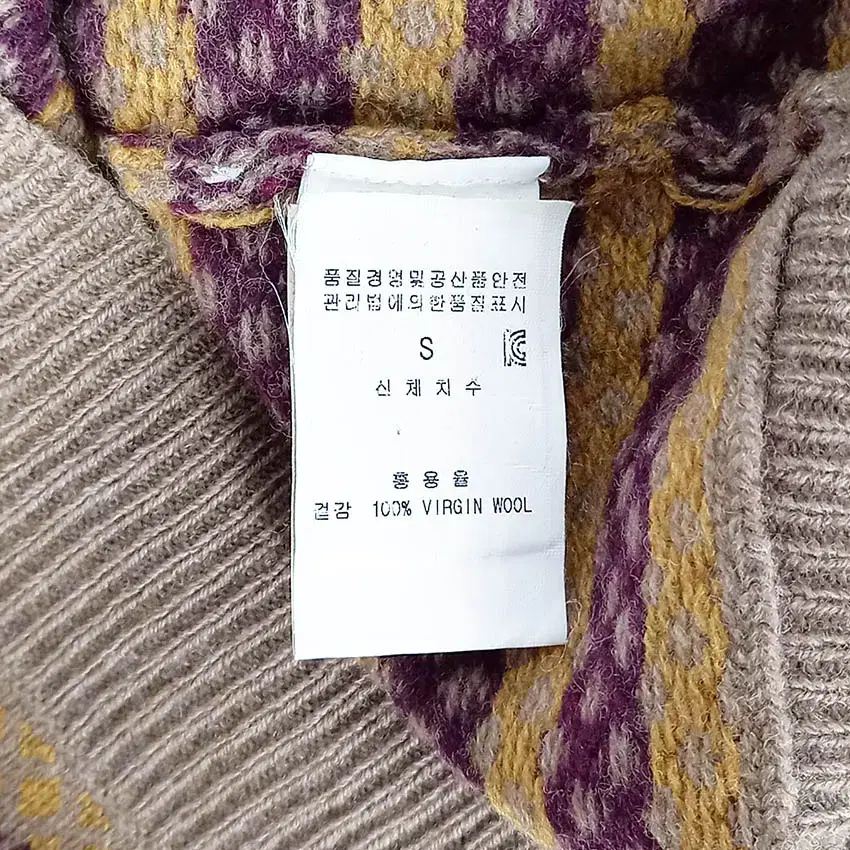 품질경영및공산품안전
관리법에의한품질표시
S
신체치수
혼용율
겉감 100% VIRGIN WOOL